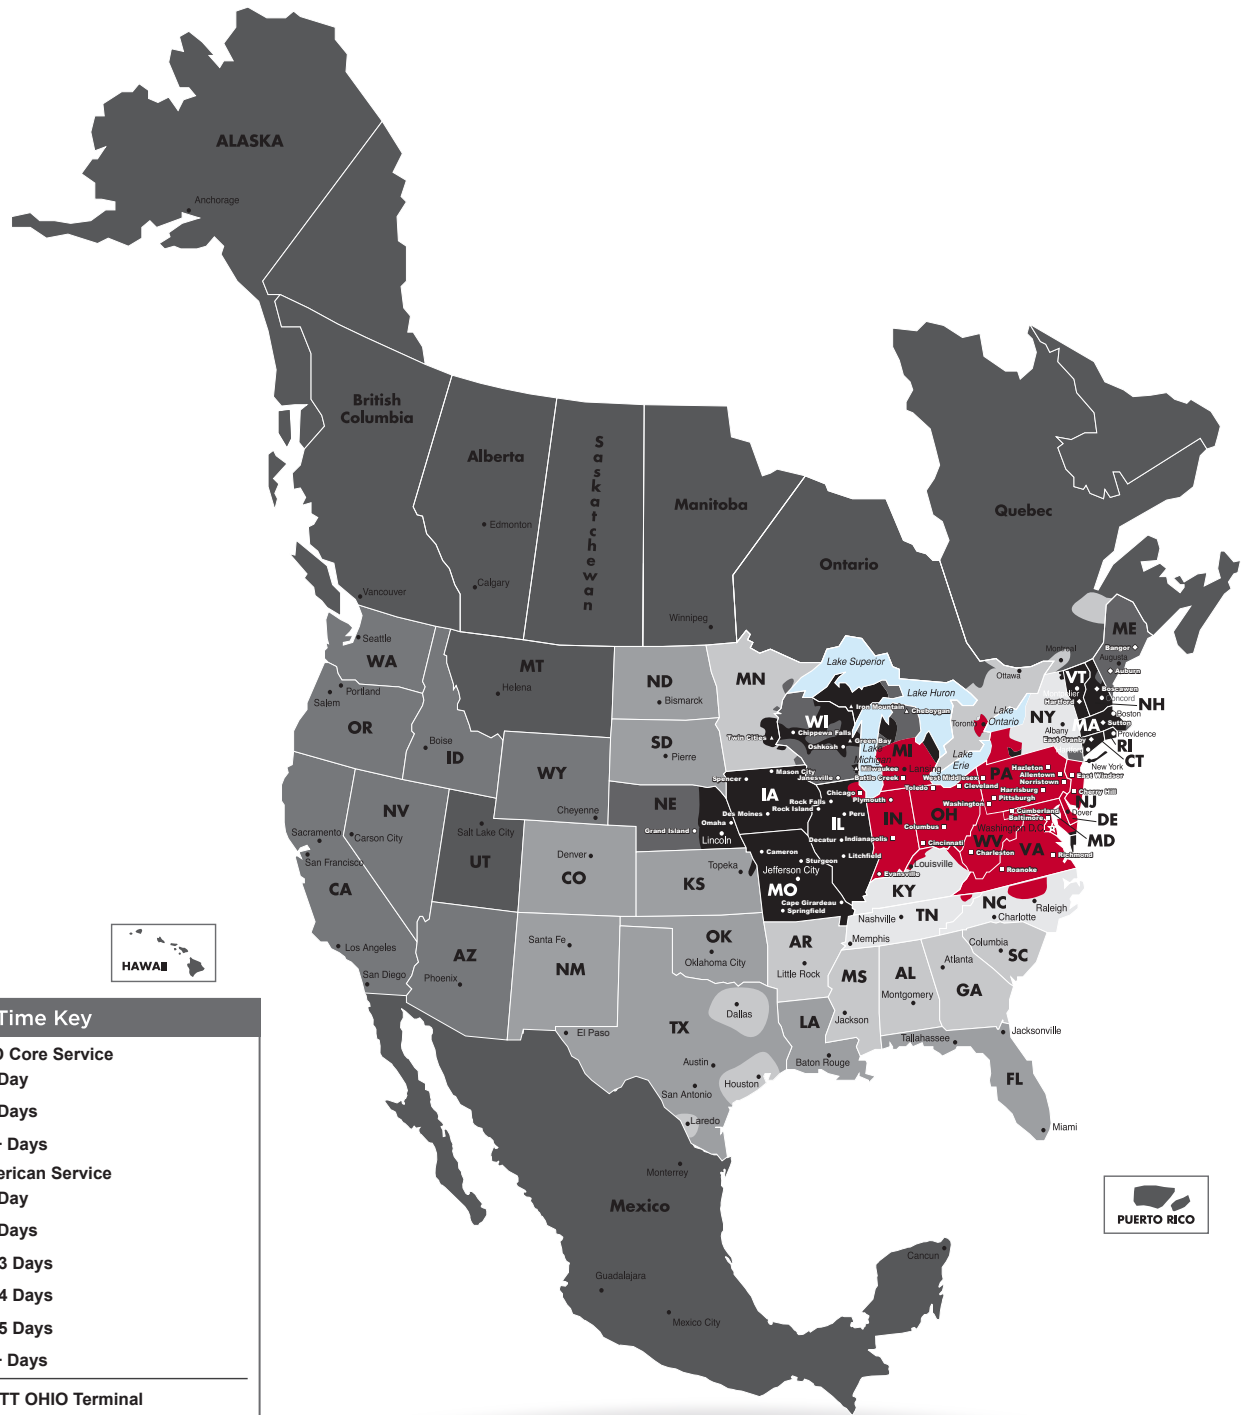 ALASKA
Anchorage
British
Columbia
Alberta
Saskatchewan
Manitoba
Ontario
Quebec
Edmonton
Calgary
Vancouver
Winnipeg
Seattle
WA
Portland
Salem
OR
Boise
ID
MT
Helena
ND
Bismarck
SD
Pierre
MN
WY
Cheyenne
NE
Grand Island
Omaha
Lincoln
NV
Carson City
Sacramento
San Francisco
CA
Los Angeles
San Diego
Salt Lake City
UT
Denver
CO
Topeka
KS
AZ
Phoenix
Santa Fe
NM
OK
Oklahoma City
TX
El Paso
Dallas
Austin
San Antonio
Houston
Laredo
Monterrey
Mexico
Guadalajara
Mexico City
Cancun
Lake Superior
Lake Huron
Lake
Michigan
Lake
Erie
Lake
Ontario
Ottawa
Montreal
Toronto
Twin Cities
WI
Chippewa Falls
Iron Mountain
Cheboygan
Green Bay
Oshkosh
Milwaukee
Janesville
MI
Lansing
Battle Creek
Spencer
Mason City
IA
Des Moines
Rock Falls
Rock Island
Chicago
Plymouth
Peru
IL
Decatur
Litchfield
Indianapolis
IN
Evansville
Cameron
Sturgeon
Jefferson City
MO
Cape Girardeau
Springfield
Toledo
West Middlesex
Cleveland
OH
Columbus
Cincinnati
Washington
Pittsburgh
PA
Hazleton
Allentown
Norristown
Harrisburg
Cumberland
Baltimore
Washington D.C.
WV
Charleston
VA
Richmond
Roanoke
East Windsor
Cherry Hill
NJ
Dover
DE
MD
NY
Albany
New York
ME
Bangor
Augusta
Auburn
VT
Montpelier
Boscawen
Concord
NH
Hartford
MA
Boston
Sutton
Providence
RI
East Granby
CT
Louisville
KY
Nashville
TN
Memphis
NC
Raleigh
Charlotte
Columbia
SC
AR
Little Rock
MS
Jackson
AL
Montgomery
Atlanta
GA
LA
Baton Rouge
Tallahassee
Jacksonville
FL
Miami
HAWAII
PUERTO RICO
Time Key
Core Service
Day
Days
Days
erican Service
Day
Days
3 Days
4 Days
5 Days
Days
TT OHIO Terminal